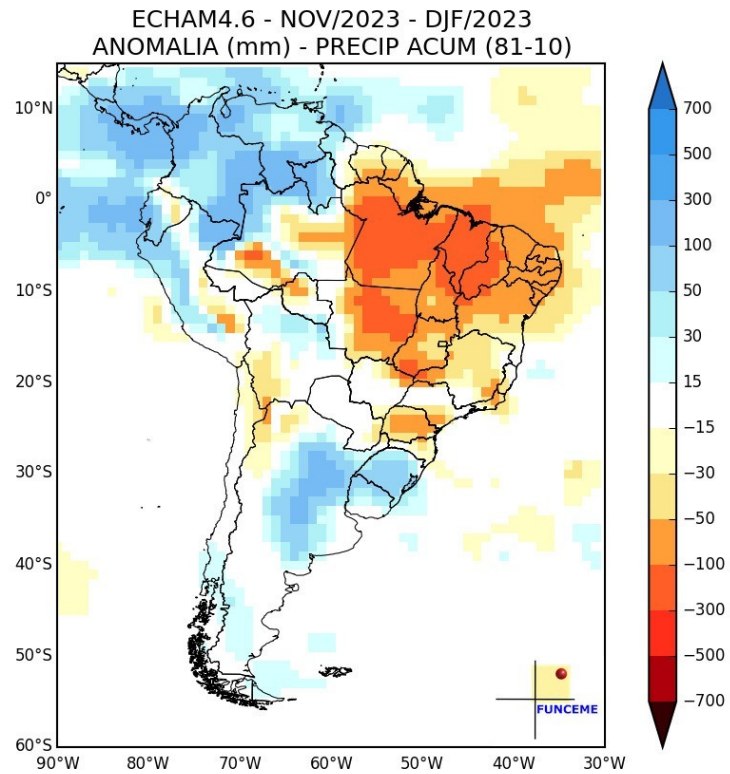 ECHAM4.6 - NOV/2023 - DJF/2023
ANOMALIA (mm) - PRECIP ACUM (81-10)
10°N
0°
10°S
20°S
30°S
40°S
50°S
60°S
90°W 80°W 70°W 60°W 50°W 40°W 30°W
700
500
300
100
50
30
15
−15
−30
−50
−100
−300
−500
−700
FUNCEME